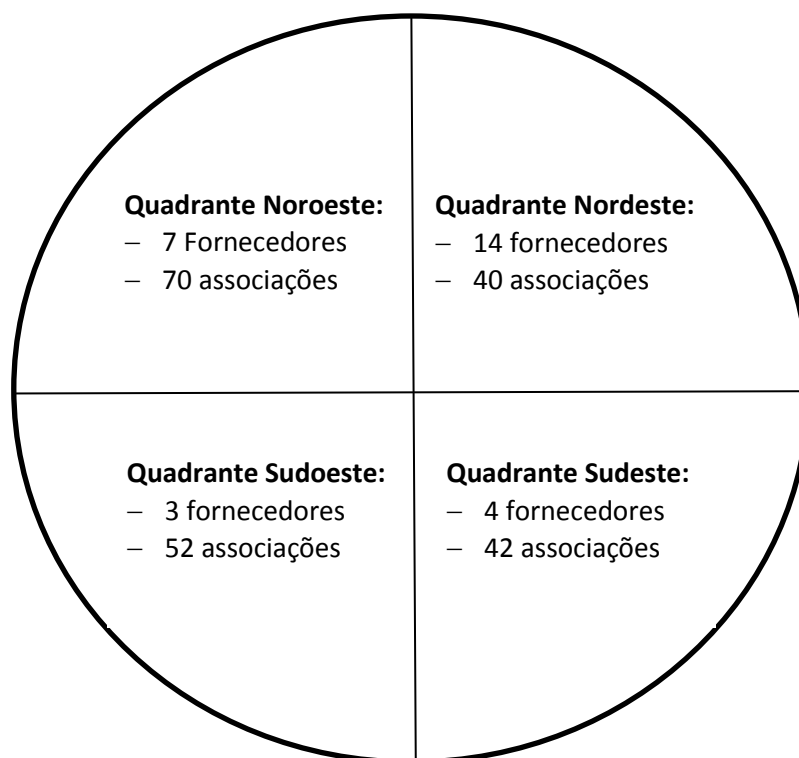 Quadrante Noroeste:
– 7 Fornecedores
– 70 associações
Quadrante Nordeste:
– 14 fornecedores
– 40 associações
Quadrante Sudoeste:
– 3 fornecedores
– 52 associações
Quadrante Sudeste:
– 4 fornecedores
– 42 associações